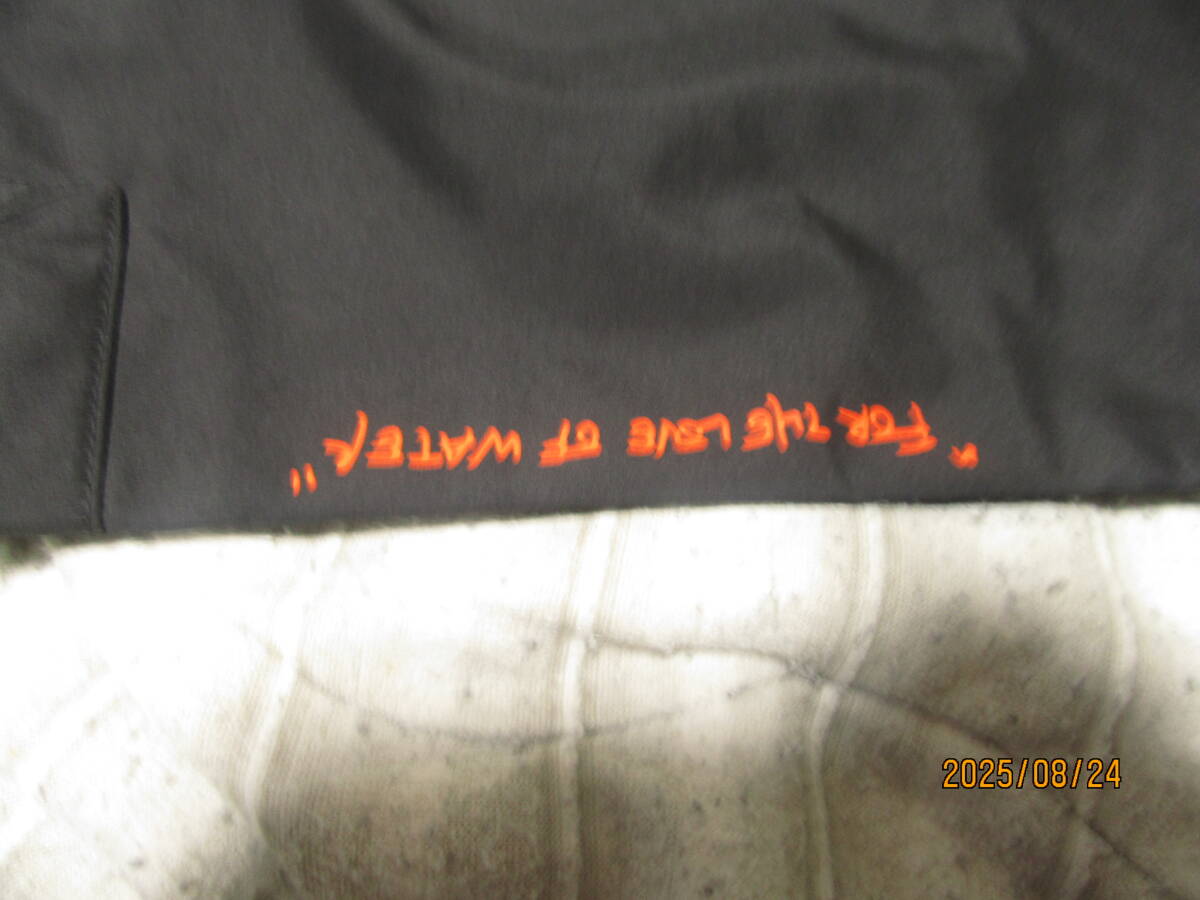 "FOR THE LOVE OF WATER"
2025/08/24